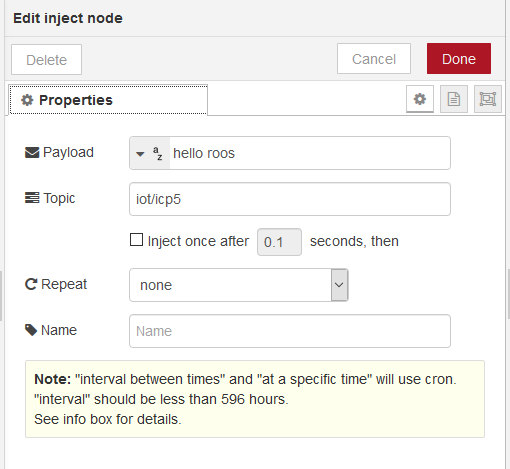 Edit inject node
Delete
Cancel
Done
Properties
Payload
az
hello roos
Topic
iot/icp5
Inject once after
0.1
seconds, then
Repeat
none
Name
Name
Note: "interval between times" and "at a specific time" will use cron.
"interval" should be less than 596 hours.
See info box for details.